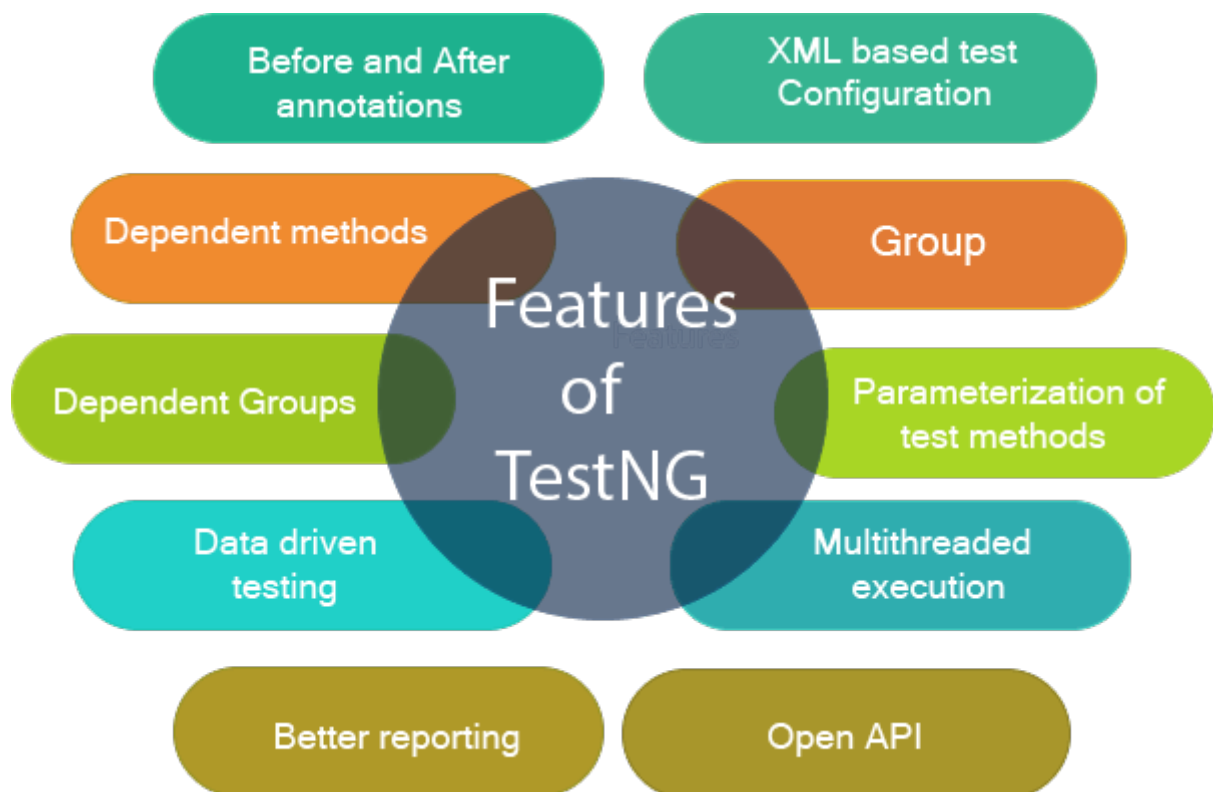 Before and After
annotations
XML based test
Configuration
Dependent methods
Group
Features
Features
of
TestNG
Dependent Groups
Parameterization of
test methods
Data driven
testing
Multithreaded
execution
Better reporting
Open API